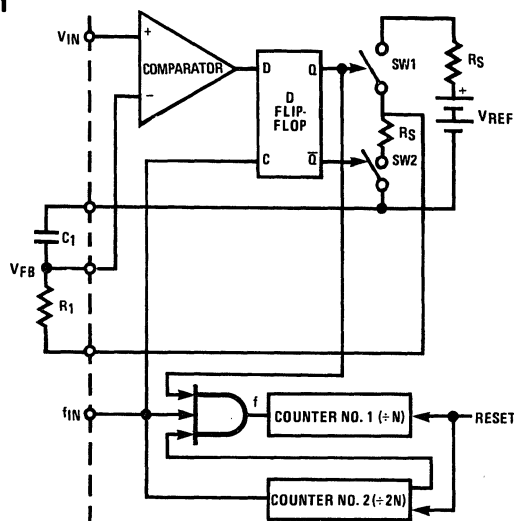 VIN
+
COMPARATOR
−
D
Q
D
FLIP-
FLOP
C
Q̅
SW1
RS
+
VREF
RS
SW2
C1
VFB
R1
fIN
f
COUNTER NO. 1 (÷N)
RESET
COUNTER NO. 2 (÷2N)